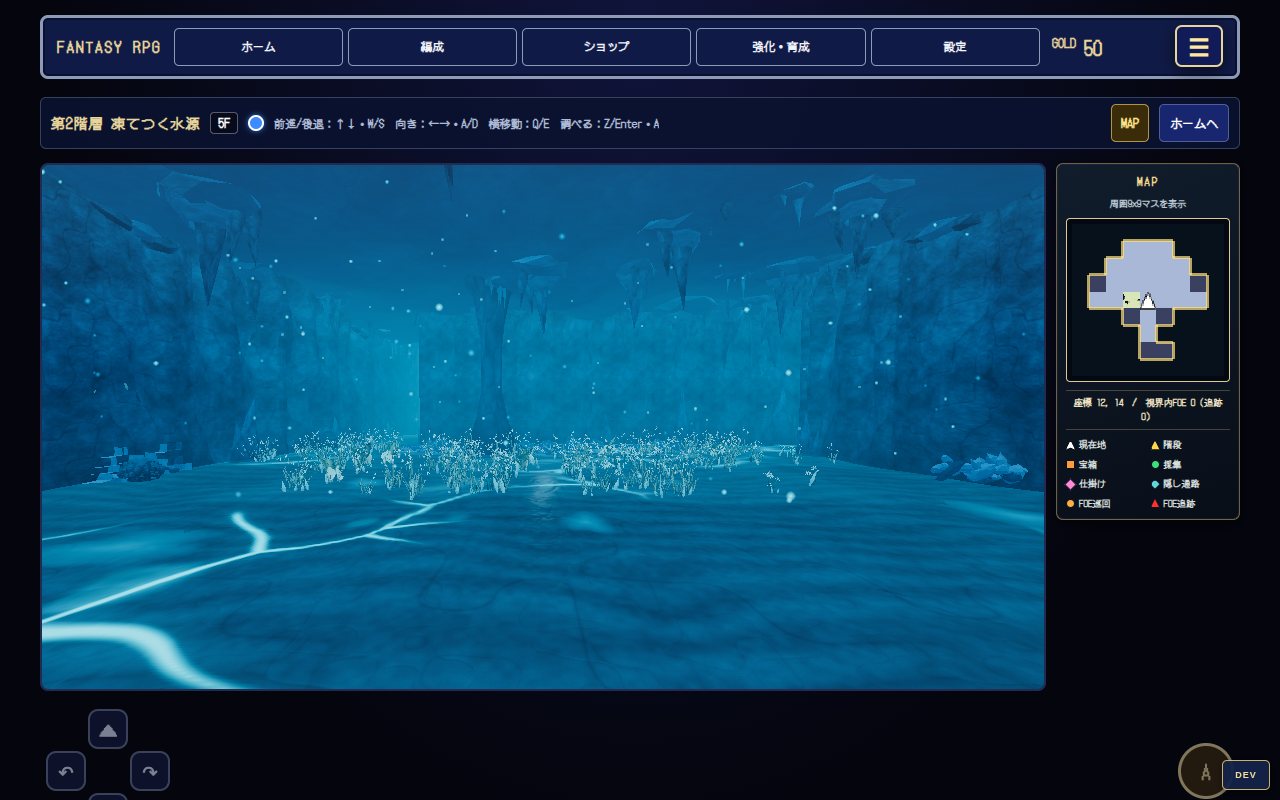 FANTASY RPG
ホーム
編成
ショップ
強化・育成
設定
GOLD 50
第2階層 凍てつく水源
5F
前進/後退：↑↓・W/S 向き：←→・A/D 横移動：Q/E 調べる：Z/Enter・A
MAP
ホームへ
MAP
周囲9x9マスを表示
座標 12, 14 / 視界内FOE 0（追跡
0）
現在地
階段
宝箱
採集
仕掛け
隠し通路
FOE巡回
FOE追跡
A
DEV